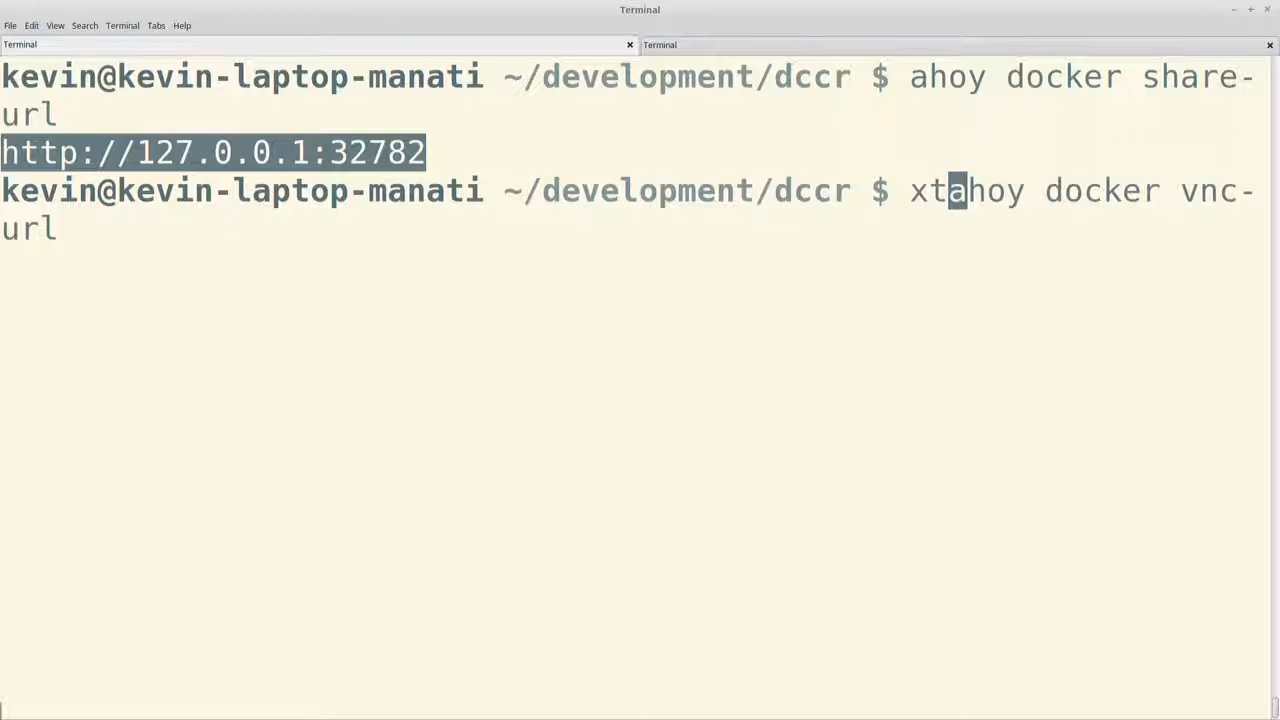 Terminal
File Edit View Search Terminal Tabs Help
Terminal Terminal
kevin@kevin-laptop-manati ~/development/dccr $ ahoy docker share-
url
http://127.0.0.1:32782
kevin@kevin-laptop-manati ~/development/dccr $ xtahoy docker vnc-
url